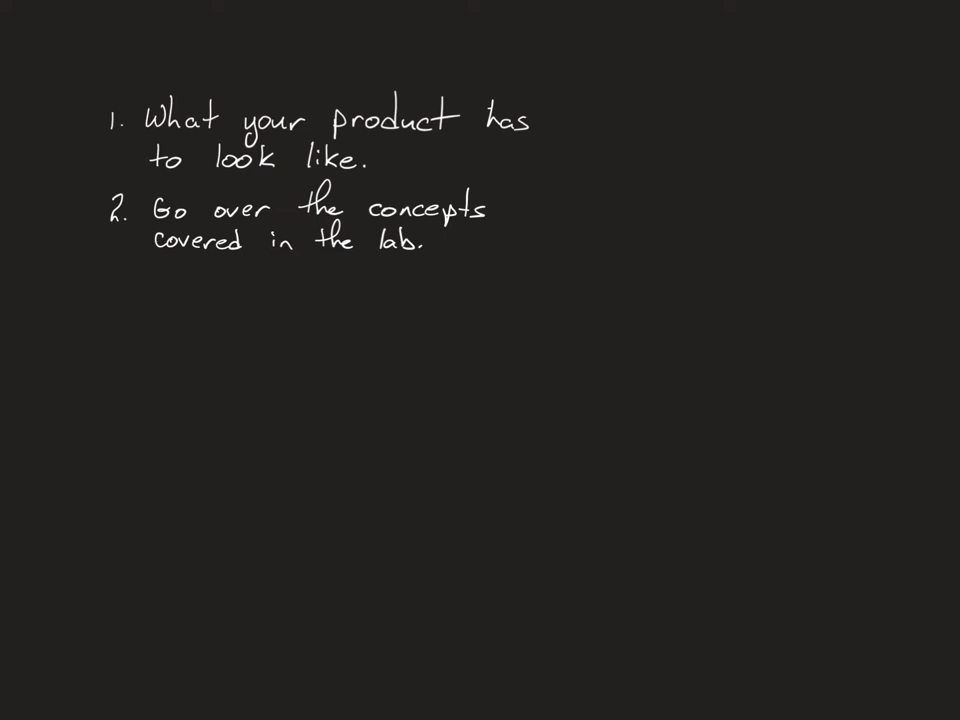 1. What your product has
to look like.
2. Go over the concepts
covered in the lab.